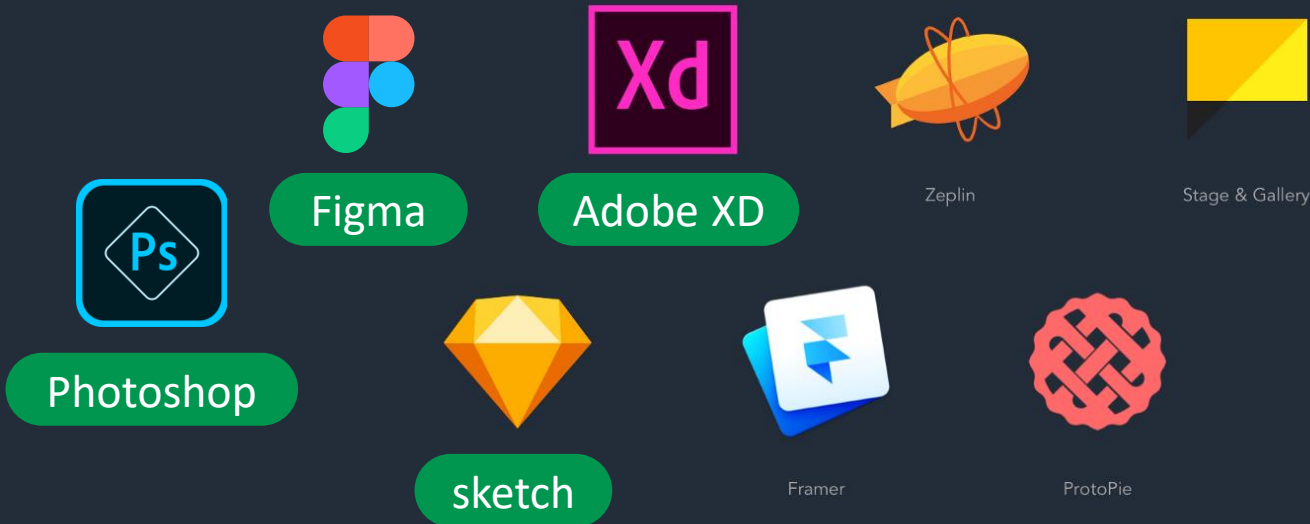 Xd
Figma
Adobe XD
Zeplin
Stage & Gallery
Ps
Photoshop
sketch
Framer
ProtoPie